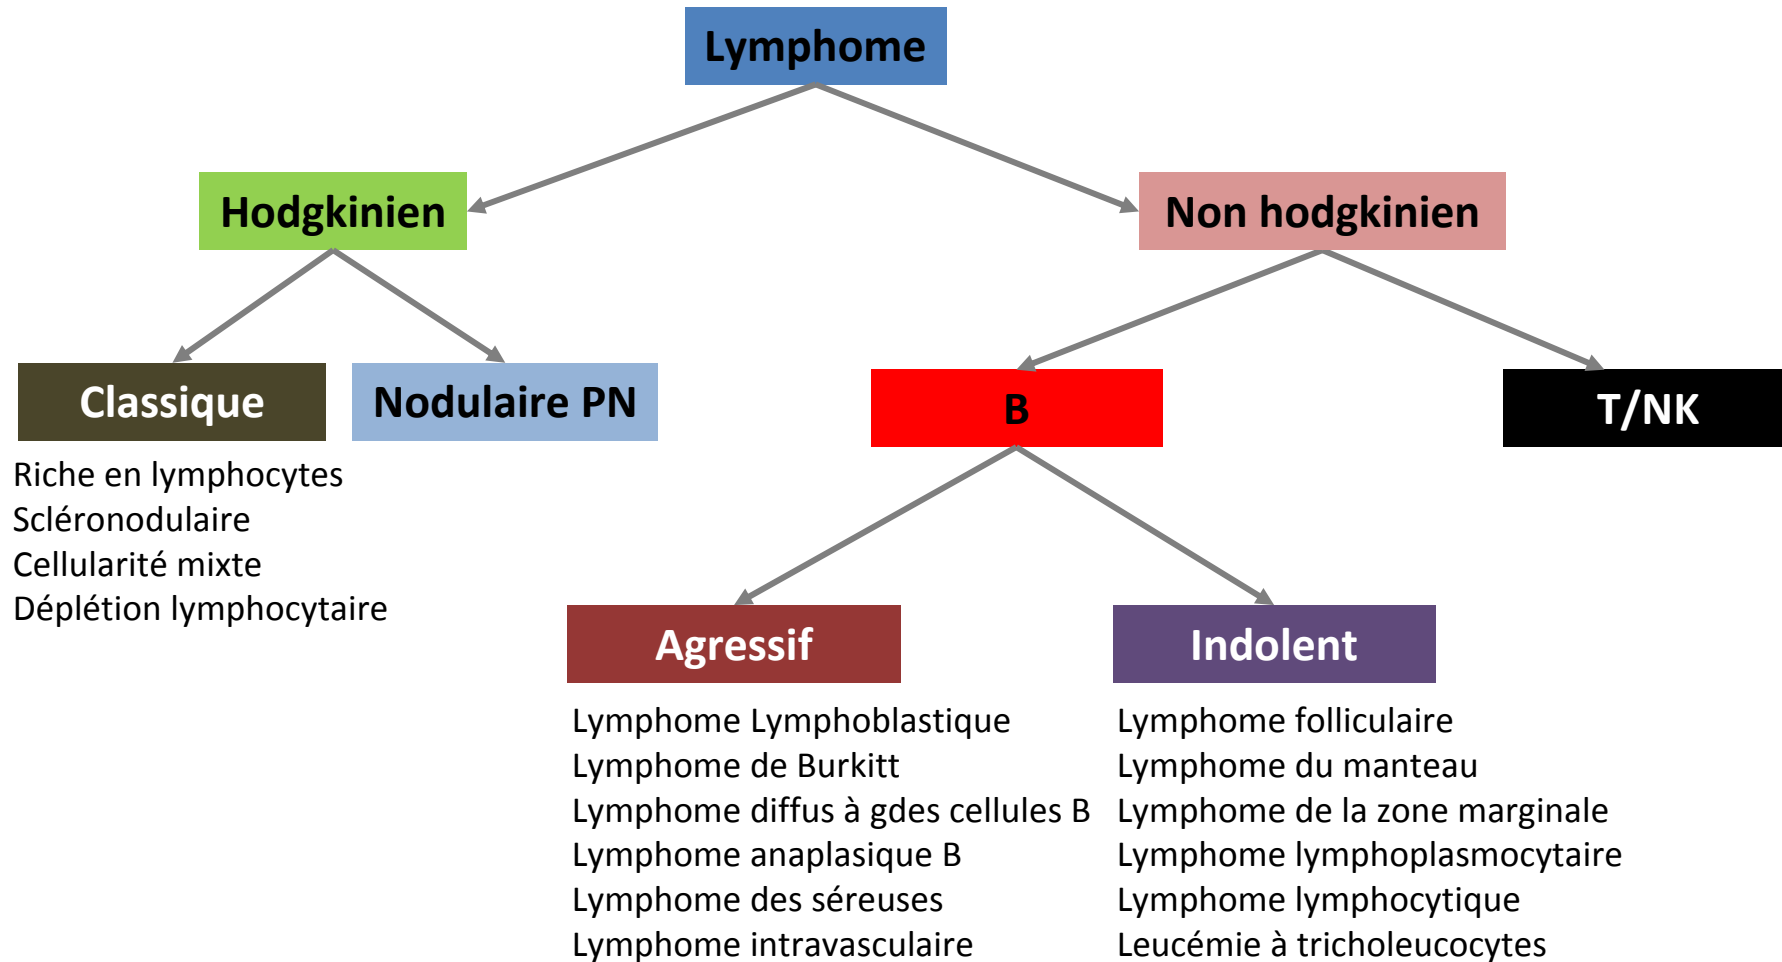 Lymphome
Hodgkinien
Non hodgkinien
Classique
Nodulaire PN
B
T/NK
Riche en lymphocytes
Scléronodulaire
Cellularité mixte
Déplétion lymphocytaire
Agressif
Indolent
Lymphome Lymphoblastique
Lymphome de Burkitt
Lymphome diffus à gdes cellules B
Lymphome anaplasique B
Lymphome des séreuses
Lymphome intravasculaire
Lymphome folliculaire
Lymphome du manteau
Lymphome de la zone marginale
Lymphome lymphoplasmocytaire
Lymphome lymphocytique
Leucémie à tricholeucocytes